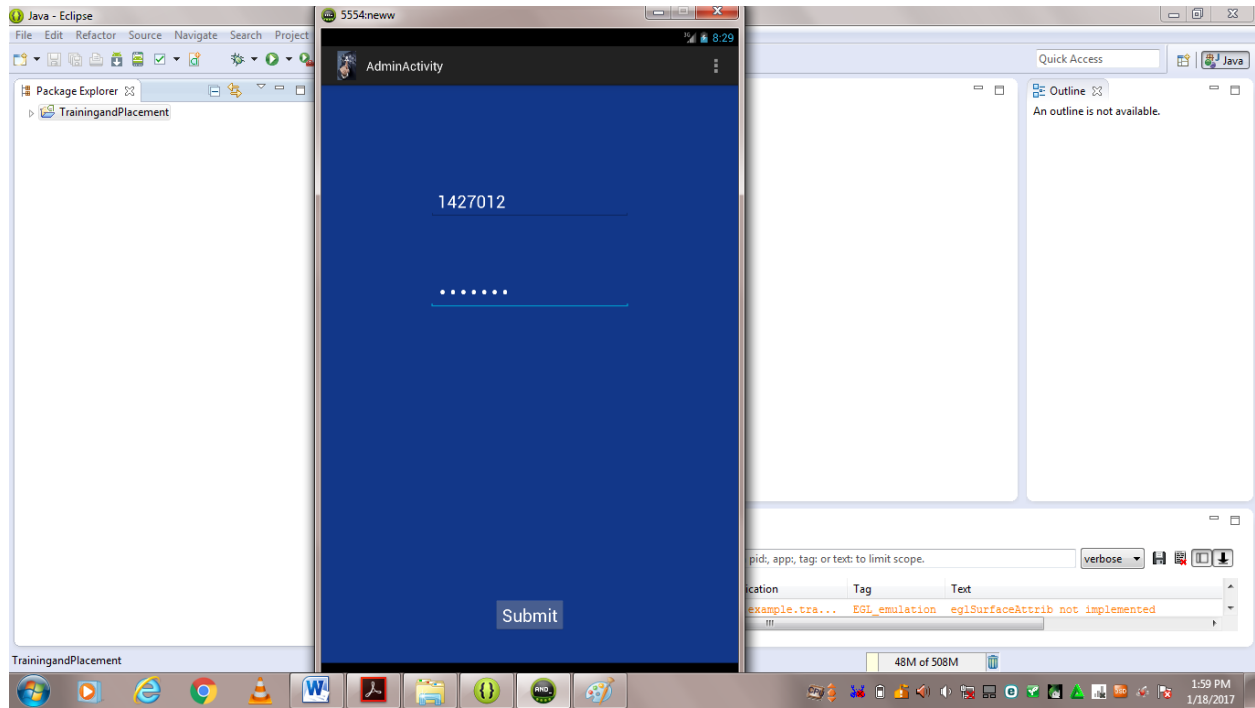 Java - Eclipse
5554:neww
File Edit Refactor Source Navigate Search Project
3G 8:29
AdminActivity
Quick Access
Java
Package Explorer
Outline
TrainingandPlacement
An outline is not available.
1427012
•••••••
Submit
pid:, app:, tag: or text: to limit scope.
verbose
ication Tag Text
example.tra... EGL_emulation eglSurfaceAttrib not implemented
TrainingandPlacement
48M of 508M
1:59 PM
1/18/2017